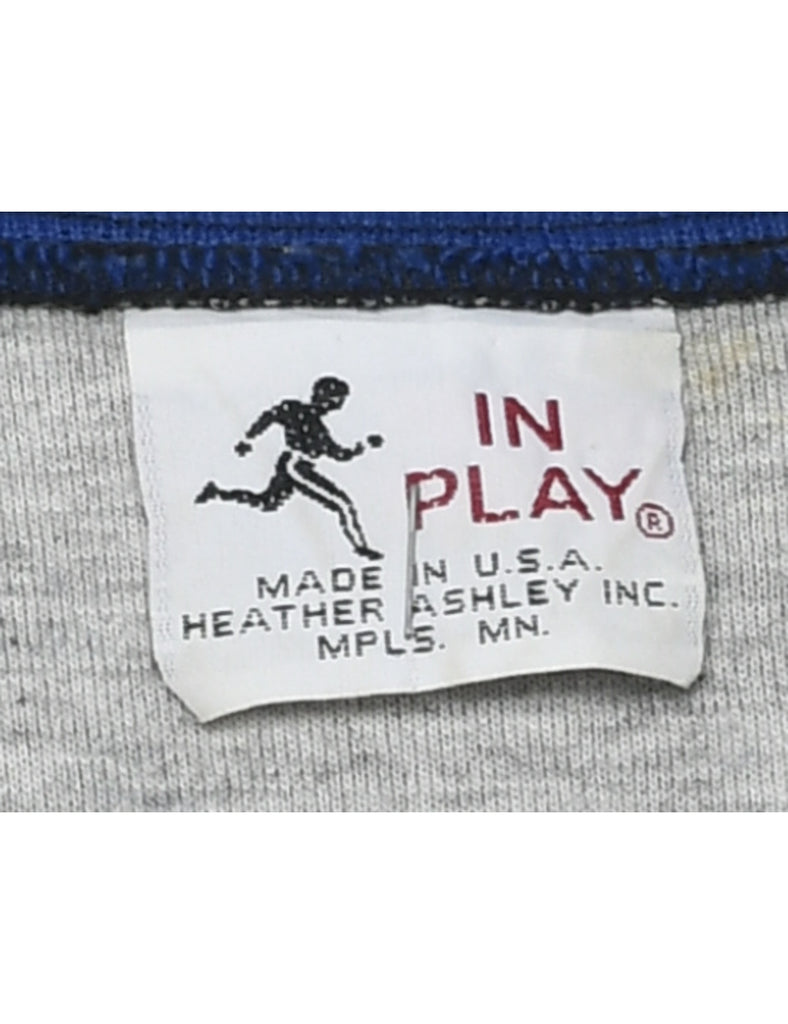 IN
PLAY®
MADE IN U.S.A.
HEATHER ASHLEY INC.
MPLS. MN.